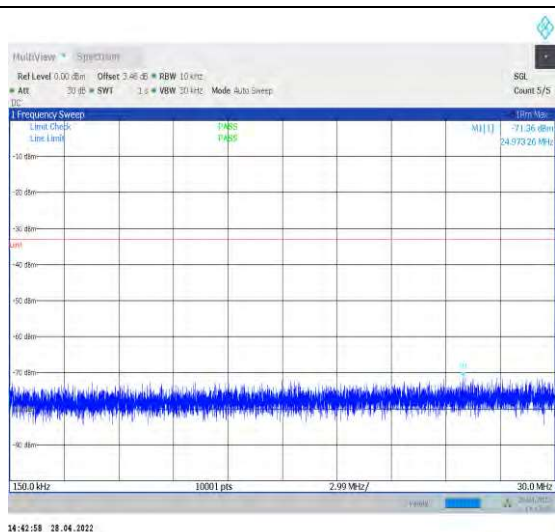 MultiView Spectrum
Ref Level 0.00 dBm Offset 3.46 dB RBW 10 kHz SGL
Att 30 dB SWT 1 s VBW 30 kHz Mode Auto Sweep Count 5/5
DC
1 Frequency Sweep 1Rm Max
Limit Check PASS M1[1] -71.36 dBm
Line Limit PASS 24.97326 MHz
-10 dBm
-20 dBm
-30 dBm
-40 dBm
-50 dBm
-60 dBm
-70 dBm
-90 dBm
150.0 kHz 10001 pts 2.99 MHz/ 30.0 MHz
14:42:58 28.04.2022